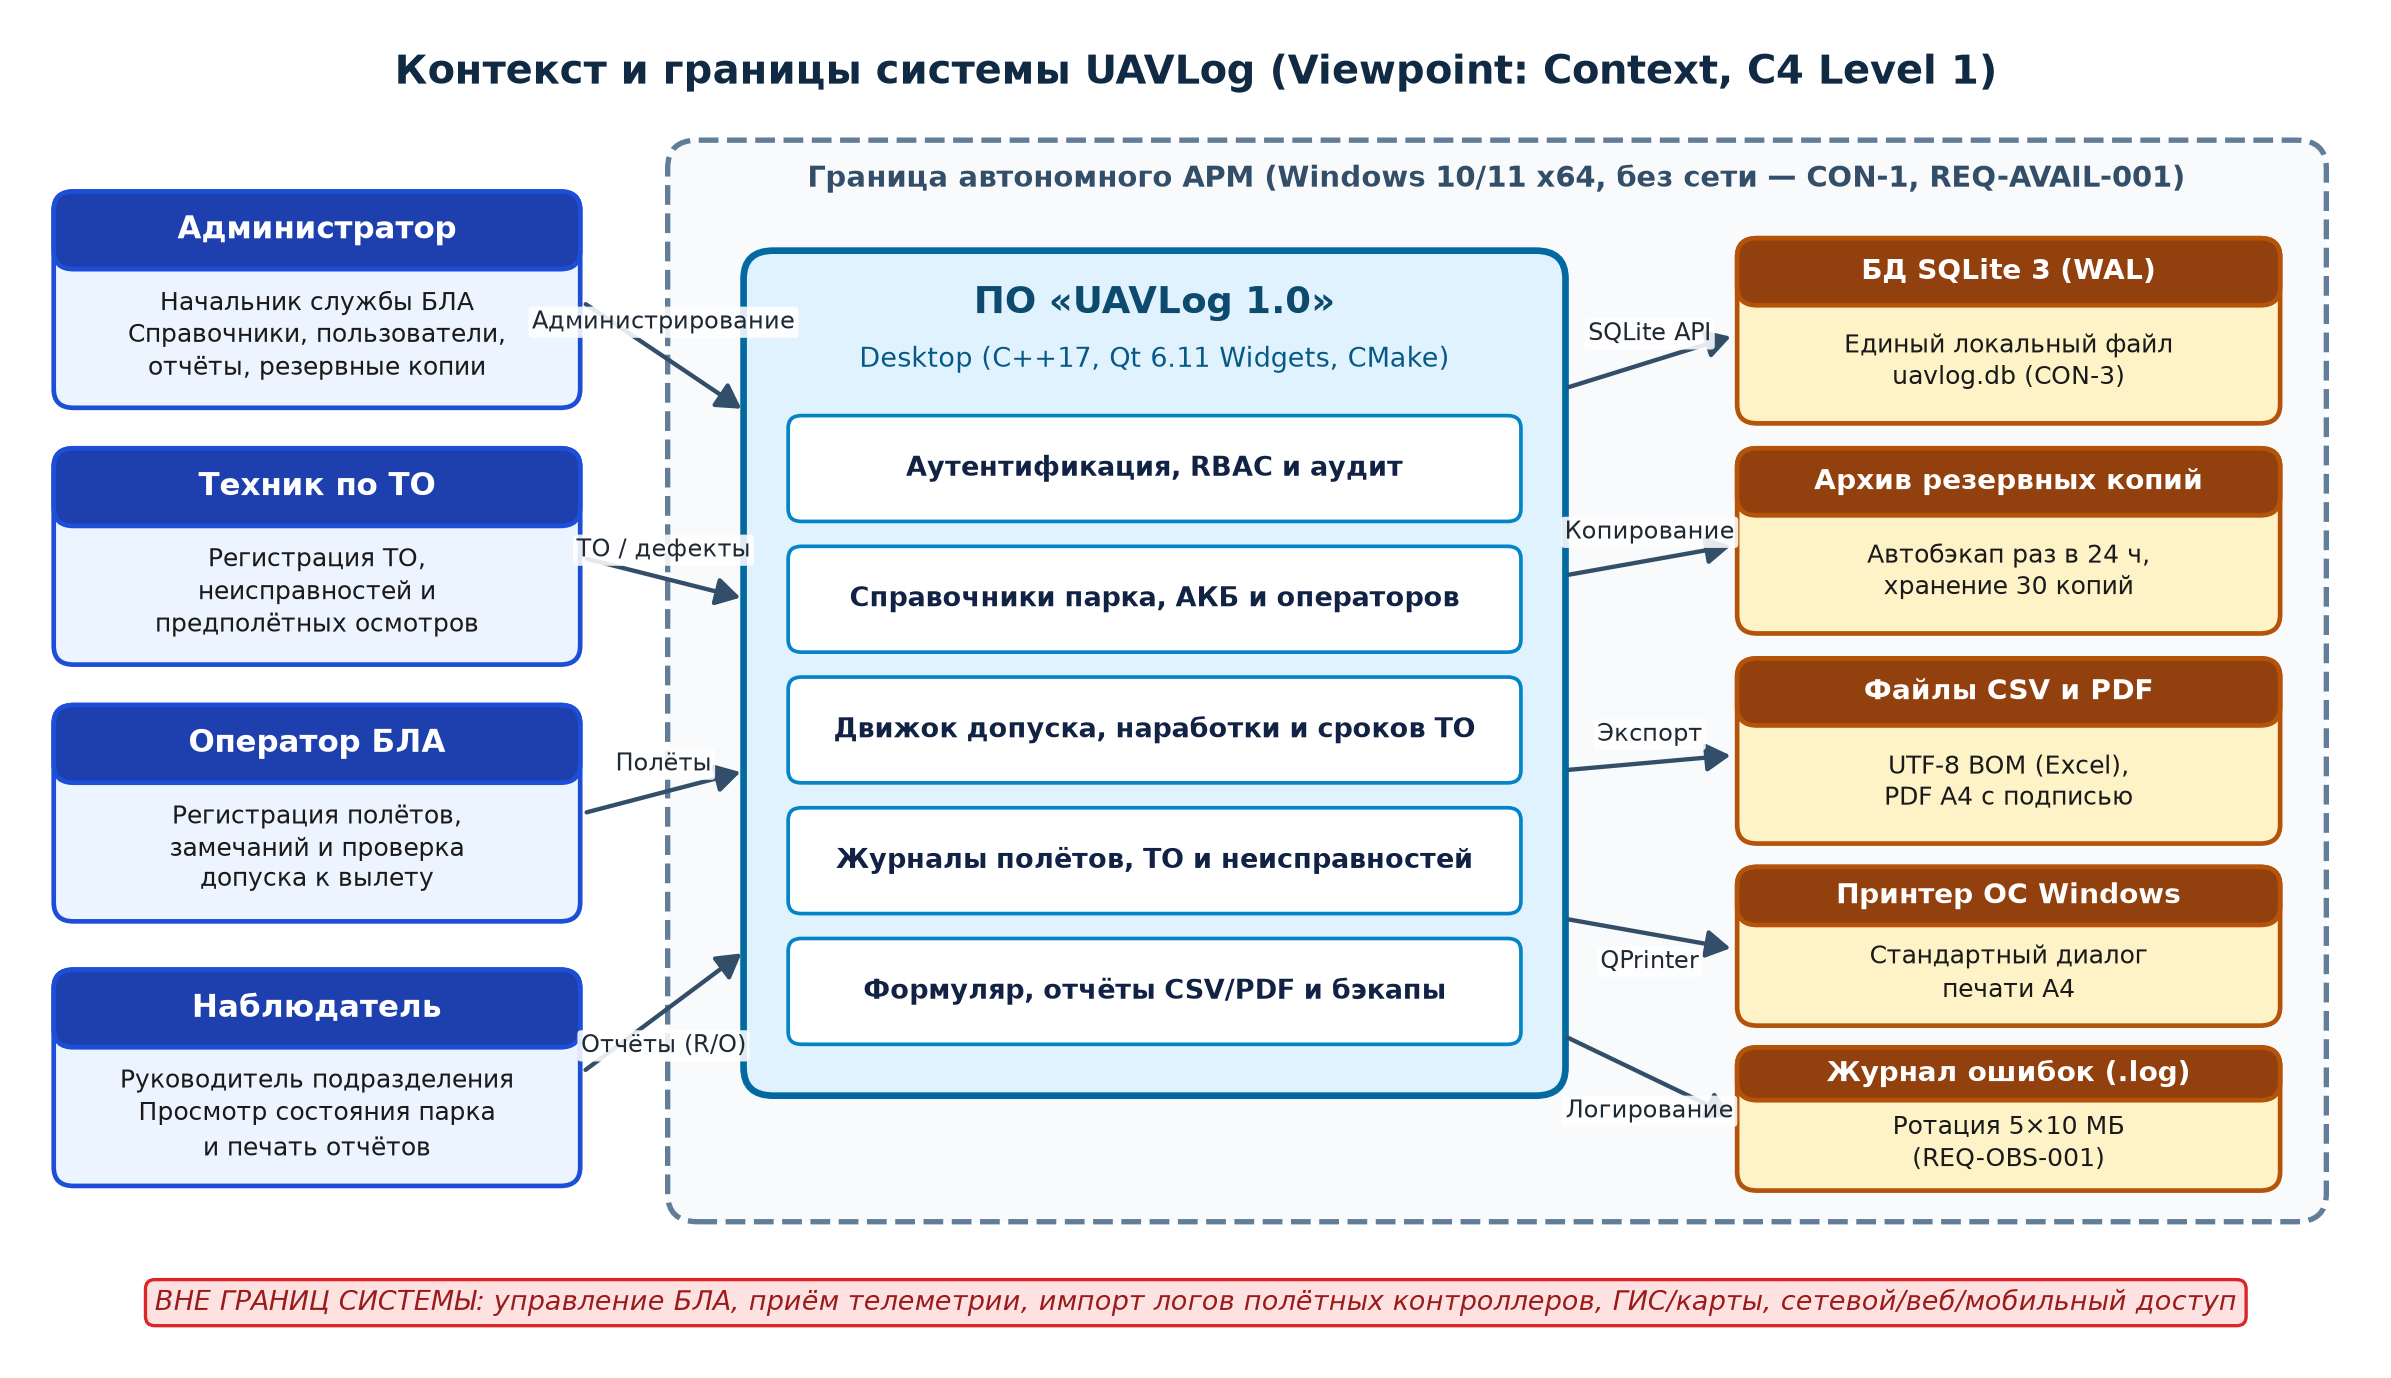 Контекст и границы системы UAVLog (Viewpoint: Context, C4 Level 1)
Граница автономного АРМ (Windows 10/11 x64, без сети — CON-1, REQ-AVAIL-001)
Администратор
Начальник службы БЛА
Справочники, пользователи,
отчёты, резервные копии
Техник по ТО
Регистрация ТО,
неисправностей и
предполётных осмотров
Оператор БЛА
Регистрация полётов,
замечаний и проверка
допуска к вылету
Наблюдатель
Руководитель подразделения
Просмотр состояния парка
и печать отчётов
Администрирование
ТО / дефекты
Полёты
Отчёты (R/O)
ПО «UAVLog 1.0»
Desktop (C++17, Qt 6.11 Widgets, CMake)
Аутентификация, RBAC и аудит
Справочники парка, АКБ и операторов
Движок допуска, наработки и сроков ТО
Журналы полётов, ТО и неисправностей
Формуляр, отчёты CSV/PDF и бэкапы
SQLite API
Копирование
Экспорт
QPrinter
Логирование
БД SQLite 3 (WAL)
Единый локальный файл
uavlog.db (CON-3)
Архив резервных копий
Автобэкап раз в 24 ч,
хранение 30 копий
Файлы CSV и PDF
UTF-8 BOM (Excel),
PDF A4 с подписью
Принтер ОС Windows
Стандартный диалог
печати A4
Журнал ошибок (.log)
Ротация 5×10 МБ
(REQ-OBS-001)
ВНЕ ГРАНИЦ СИСТЕМЫ: управление БЛА, приём телеметрии, импорт логов полётных контроллеров, ГИС/карты, сетевой/веб/мобильный доступ